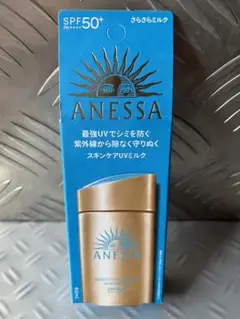 SPF50+
PA++++
さらさらミルク
ANESSA
最強UVでシミを防ぐ
紫外線から隙なく守りぬく
スキンケアUVミルク
ANESSA
60mL